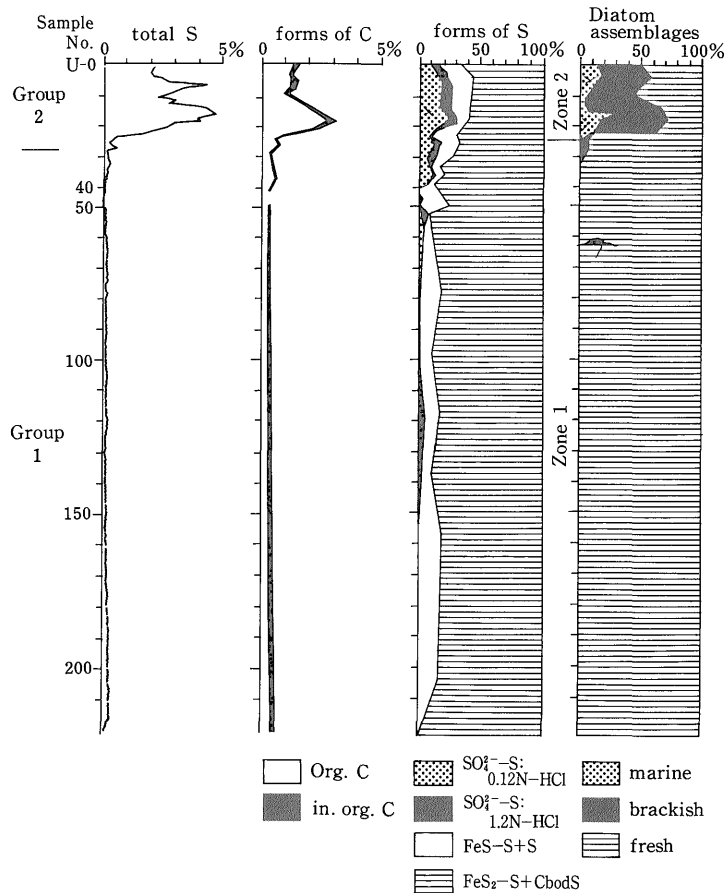 Sample
No.
U-0
total S
5%
forms of C
0
5%
forms of S
0
50
100%
Diatom
assemblages
0
50
100%
Group
2
40
50
100
Group
1
150
200
Zone 2
Zone 1
Org. C
in. org. C
SO₄²⁻-S:
0.12N-HCl
SO₄²⁻-S:
1.2N-HCl
FeS-S+S
FeS₂-S+CbodS
marine
brackish
fresh